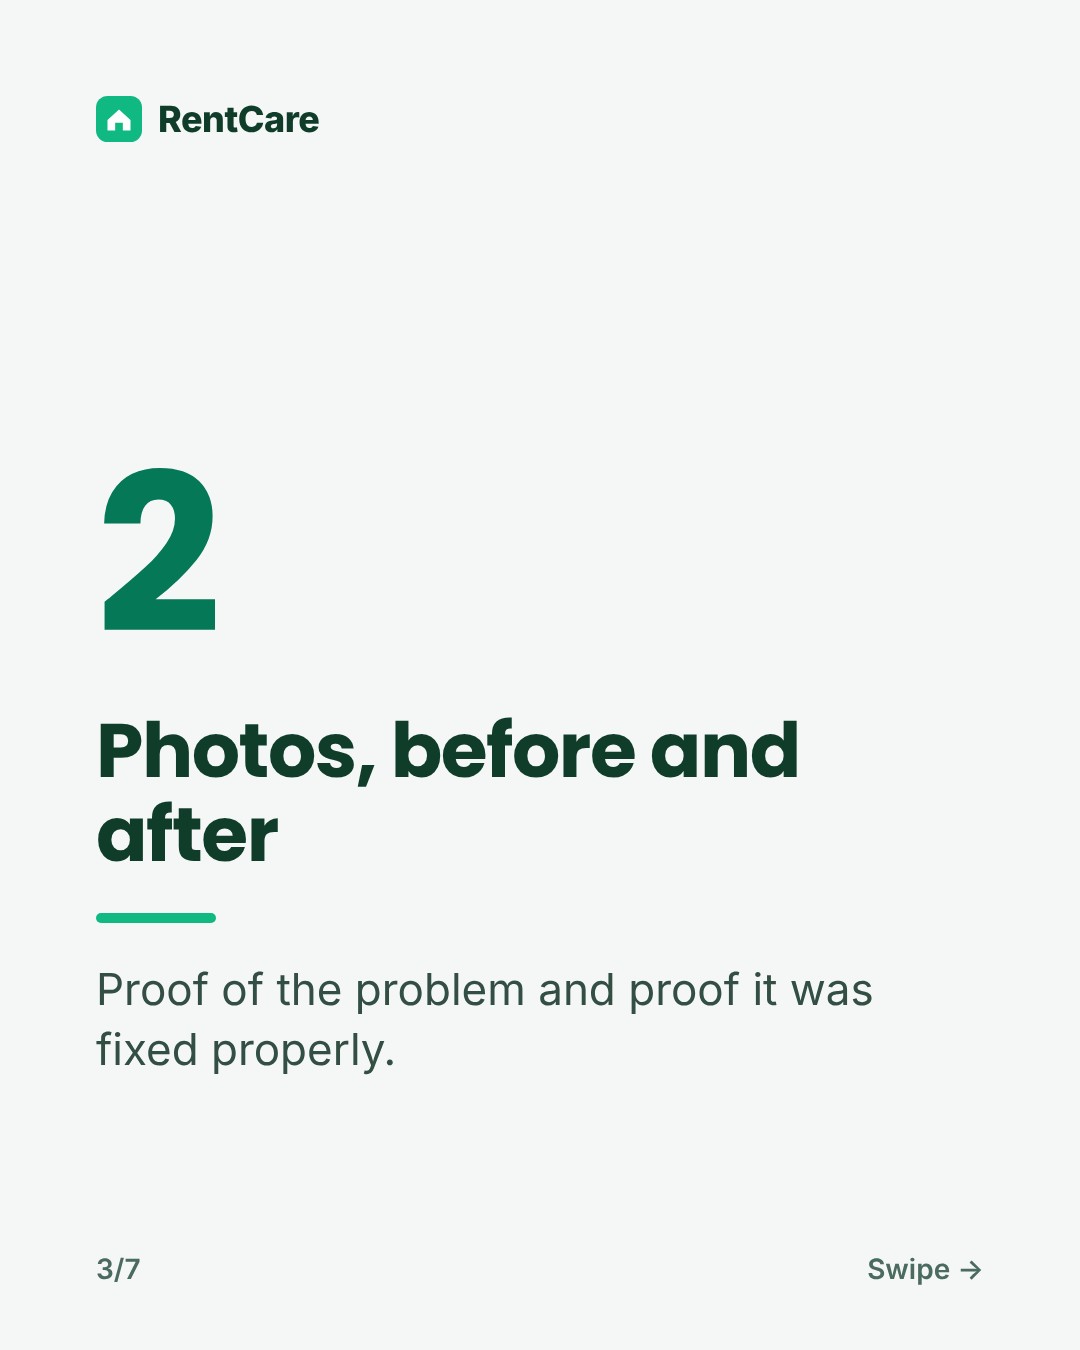 RentCare
2
Photos, before and
after
Proof of the problem and proof it was
fixed properly.
3/7
Swipe →